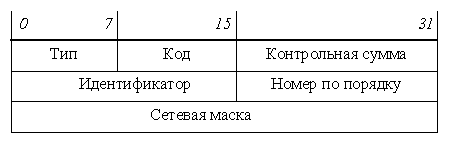 0 7 15 31
Тип Код Контрольная сумма
Идентификатор Номер по порядку
Сетевая маска